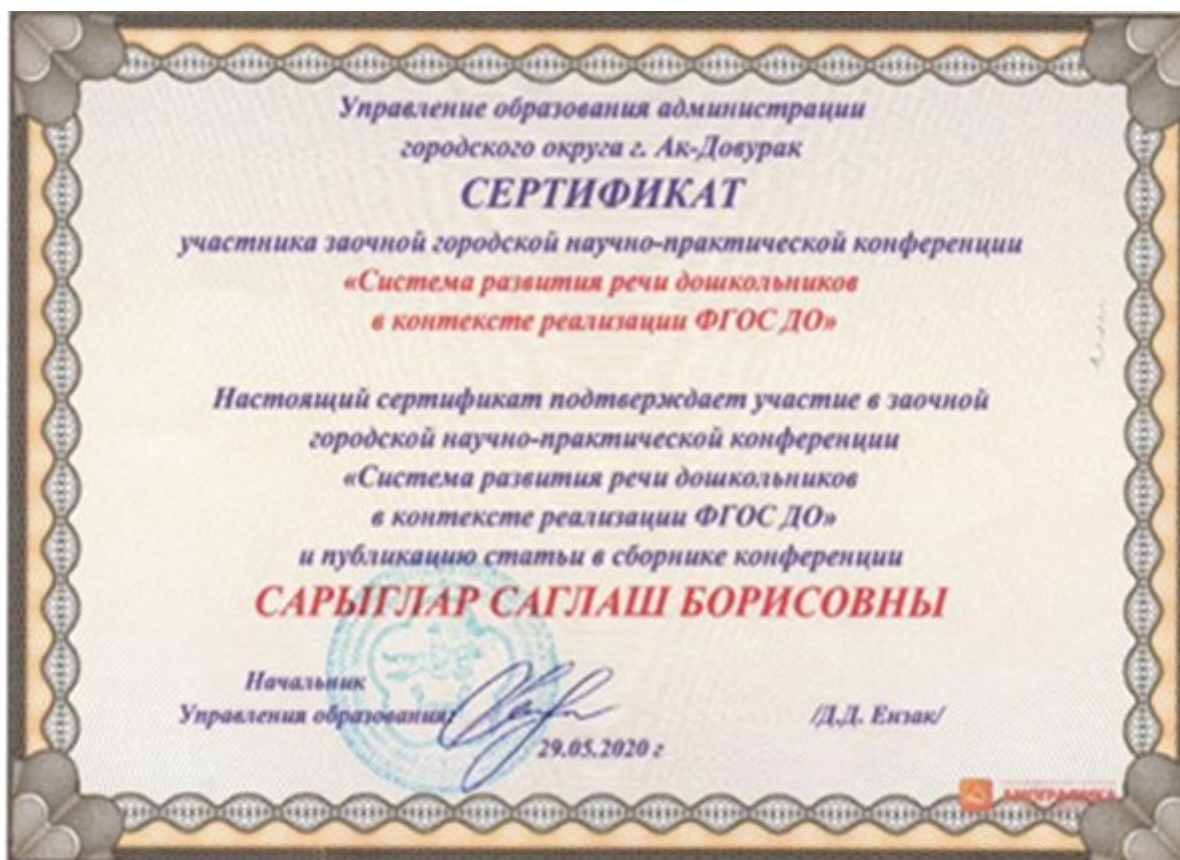 Управление образования администрации
городского округа г. Ак-Довурак
СЕРТИФИКАТ
участника заочной городской научно-практической конференции
«Система развития речи дошкольников
в контексте реализации ФГОС ДО»
Настоящий сертификат подтверждает участие в заочной
городской научно-практической конференции
«Система развития речи дошкольников
в контексте реализации ФГОС ДО»
и публикацию статьи в сборнике конференции
САРЫГЛАР САГЛАШ БОРИСОВНЫ
Начальник
Управления образования:
/Д.Д. Ензак/
29.05.2020 г